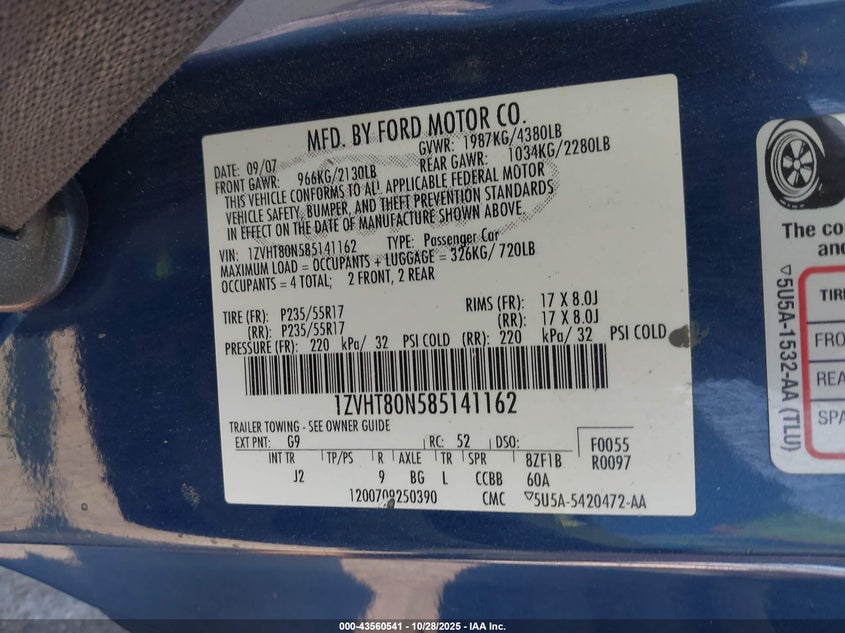 MFD. BY FORD MOTOR CO.
DATE: 09/07 GVWR: 1987KG/4380LB
FRONT GAWR: 966KG/2130LB REAR GAWR: 1034KG/2280LB
THIS VEHICLE CONFORMS TO ALL APPLICABLE FEDERAL MOTOR
VEHICLE SAFETY, BUMPER, AND THEFT PREVENTION STANDARDS
IN EFFECT ON THE DATE OF MANUFACTURE SHOWN ABOVE
VIN: 1ZVHT80N585141162 TYPE: Passenger Car
MAXIMUM LOAD = OCCUPANTS + LUGGAGE = 326KG/720LB
OCCUPANTS = 4 TOTAL; 2 FRONT, 2 REAR
TIRE (FR): P235/55R17 RIMS (FR): 17 X 8.0J
(RR): P235/55R17 (RR): 17 X 8.0J
PRESSURE (FR): 220 kPa/ 32 PSI COLD (RR): 220 kPa/ 32 PSI COLD
1ZVHT80N585141162
TRAILER TOWING - SEE OWNER GUIDE
EXT PNT: G9 RC: 52 DSO: F0055
INT TR TP/PS R AXLE TR SPR 8ZF1B R0097
J2 9 BG L CCBB 60A
1200709250390 CMC ▽5U5A-5420472-AA
The co
and
TIR
FRO
REA
SPA
▽5U5A-1532-AA (TLU)
000-43560541 - 10/28/2025 - IAA Inc.